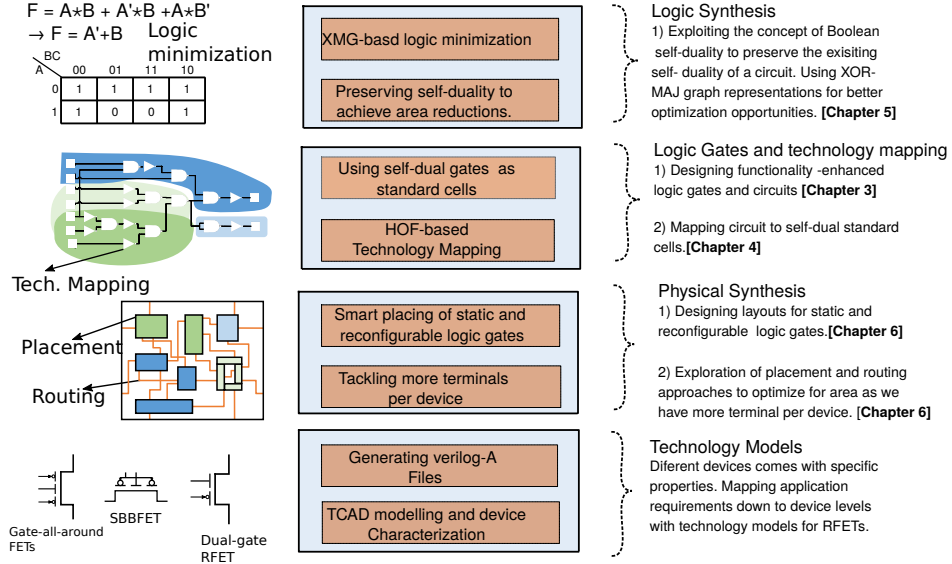 F = A*B + A'*B +A*B'
→ F = A'+B
Logic
minimization
BC
A
00 01 11 10
0 1 1 1 1
1 1 0 0 1
XMG-basd logic minimization
Preserving self-duality to
achieve area reductions.
Logic Synthesis
1) Exploiting the concept of Boolean
self-duality to preserve the exisiting
self- duality of a circuit. Using XOR-
MAJ graph representations for better
optimization opportunities. [Chapter 5]
Tech. Mapping
Using self-dual gates as
standard cells
HOF-based
Technology Mapping
Logic Gates and technology mapping
1) Designing functionality -enhanced
logic gates and circuits [Chapter 3]
2) Mapping circuit to self-dual standard
cells.[Chapter 4]
Placement
Routing
Smart placing of static and
reconfigurable logic gates
Tackling more terminals
per device
Physical Synthesis
1) Designing layouts for static and
reconfigurable logic gates.[Chapter 6]
2) Exploration of placement and routing
approaches to optimize for area as we
have more terminal per device. [Chapter 6]
Gate-all-around
FETs
SBBFET
Dual-gate
RFET
Generating verilog-A
Files
TCAD modelling and device
Characterization
Technology Models
Diferent devices comes with specific
properties. Mapping application
requirements down to device levels
with technology models for RFETs.